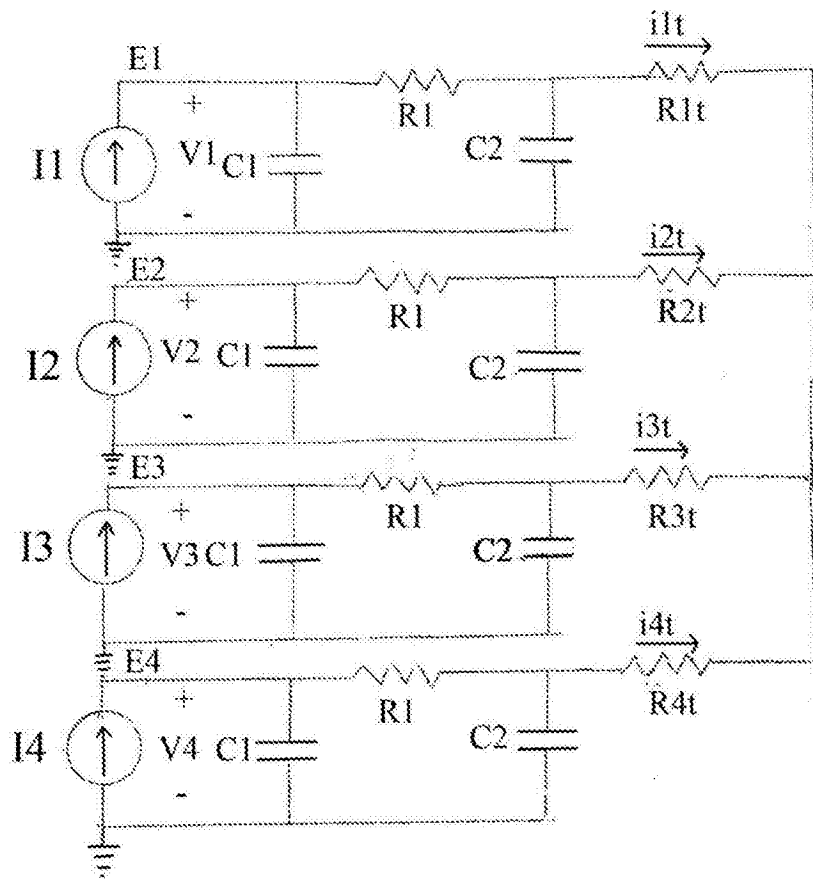 i1t
E1
+
R1
R1t
I1
V1
C1
C2
-
i2t
E2
+
R1
R2t
I2
V2
C1
C2
-
i3t
E3
+
R1
R3t
I3
V3
C1
C2
-
i4t
E4
+
R1
R4t
I4
V4
C1
C2
-